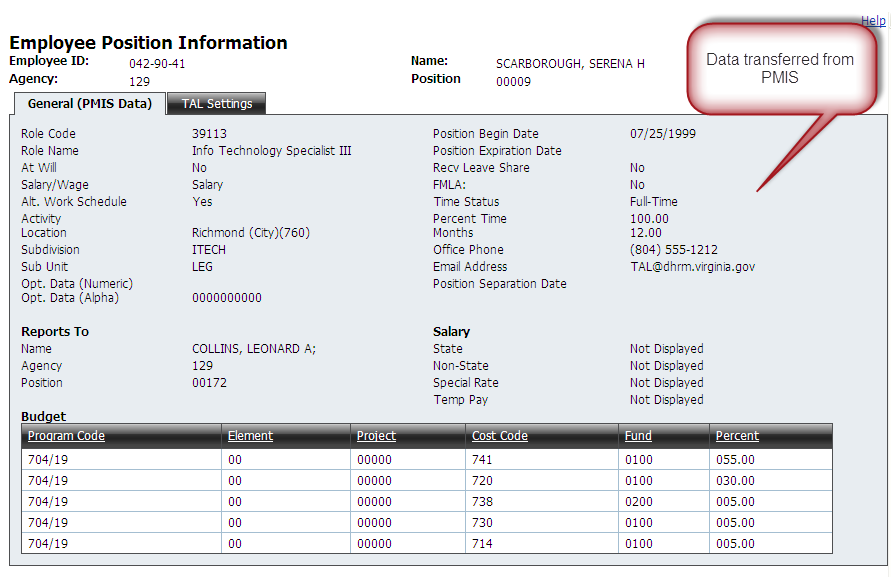 Help
Employee Position Information
Employee ID: 042-90-41 Name: SCARBOROUGH, SERENA H
Agency: 129 Position 00009
Data transferred from
PMIS
General (PMIS Data) TAL Settings
Role Code 39113 Position Begin Date 07/25/1999
Role Name Info Technology Specialist III Position Expiration Date
At Will No Recv Leave Share No
Salary/Wage Salary FMLA: No
Alt. Work Schedule Yes Time Status Full-Time
Activity Percent Time 100.00
Location Richmond (City)(760) Months 12.00
Subdivision ITECH Office Phone (804) 555-1212
Sub Unit LEG Email Address TAL@dhrm.virginia.gov
Opt. Data (Numeric) Position Separation Date
Opt. Data (Alpha) 0000000000
Reports To Salary
Name COLLINS, LEONARD A; State Not Displayed
Agency 129 Non-State Not Displayed
Position 00172 Special Rate Not Displayed
Temp Pay Not Displayed
Budget
Program Code Element Project Cost Code Fund Percent
704/19 00 00000 741 0100 055.00
704/19 00 00000 720 0100 030.00
704/19 00 00000 738 0200 005.00
704/19 00 00000 730 0100 005.00
704/19 00 00000 714 0100 005.00